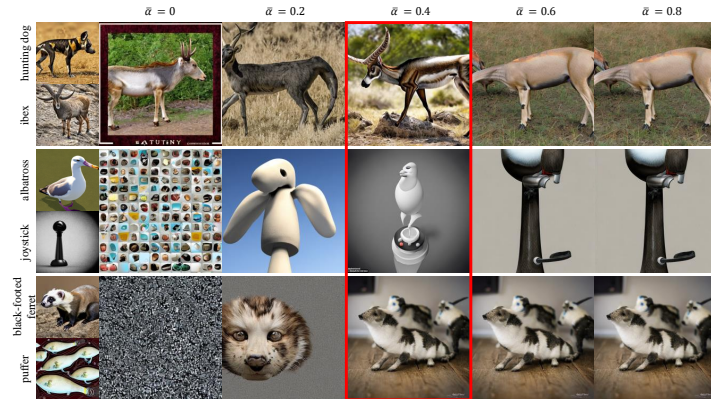 ᾱ = 0 ᾱ = 0.2 ᾱ = 0.4 ᾱ = 0.6 ᾱ = 0.8
hunting dog
ibex
albatross
joystick
black-footed
ferret
puffer